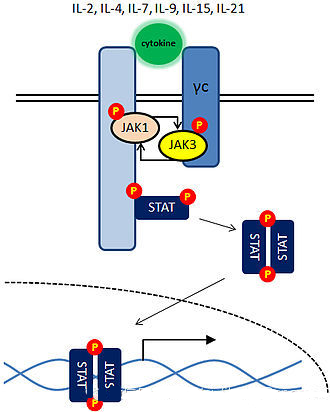 IL-2, IL-4, IL-7, IL-9, IL-15, IL-21
cytokine
γc
P
JAK1
P
JAK3
P
P
STAT
P
STAT
STAT
P
P
STAT
STAT
P